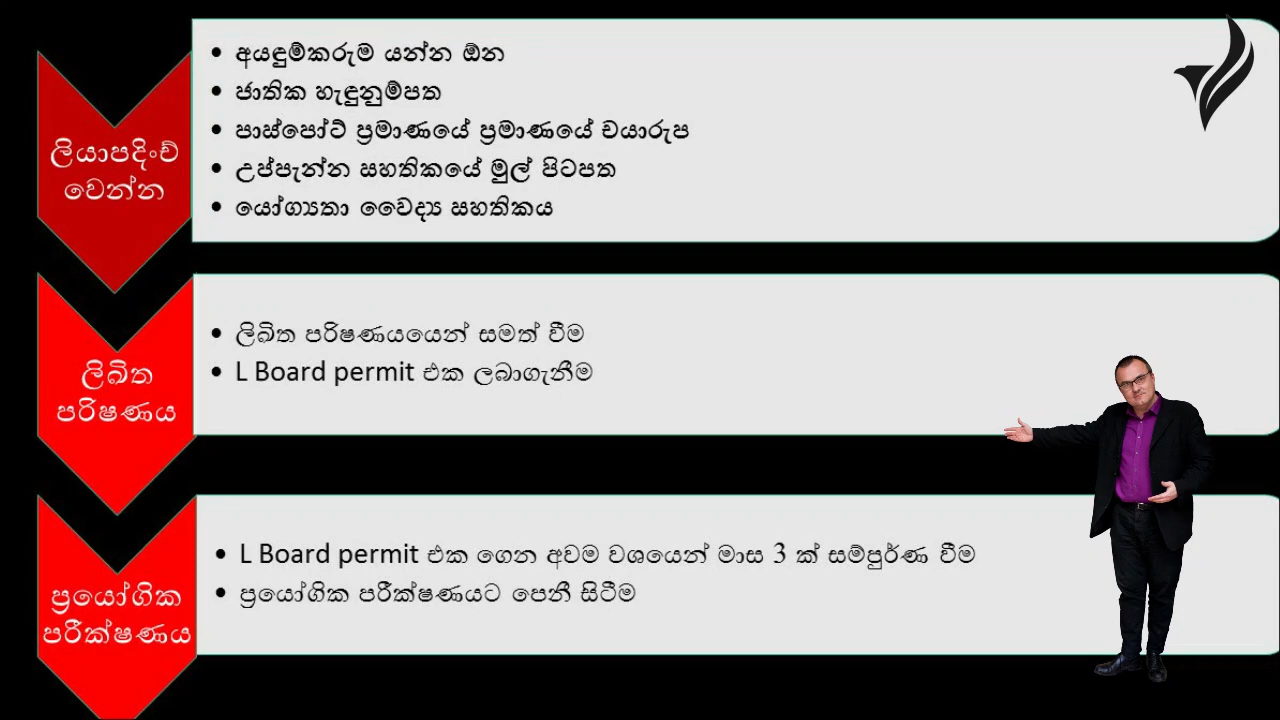 අයඳුම්කරුම යන්න ඕන
ජාතික හැඳුනුම්පත
පාස්පෝට් ප්‍රමාණයේ ප්‍රමාණයේ චයාරුප
උප්පැන්න සහතිකයේ මුල් පිටපත
යෝග්‍යතා වෛද්‍ය සහතිකය
ලියාපදිංචි
වෙන්න
ලිඛිත පරිෂණයයෙන් සමත් වීම
L Board permit එක ලබාගැනීම
ලිඛිත
පරිෂණය
L Board permit එක ගෙන අවම වශයෙන් මාස 3 ක් සම්පුර්ණ වීම
ප්‍රයෝගික පරීක්ෂණයට පෙනී සිටීම
ප්‍රයෝගික
පරීක්ෂණය